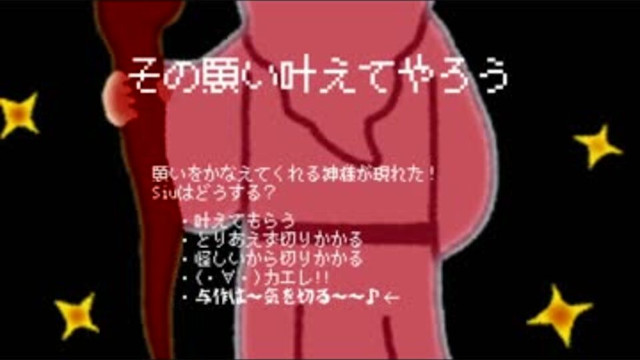 その願い叶えてやろう
願いをかなえてくれる神様が現れた！
Siuはどうする？
・叶えてもらう
・とりあえず切りかかる
・怪しいから切りかかる
・(・∀・)カエレ!!
・与作は～気を切る～～♪←